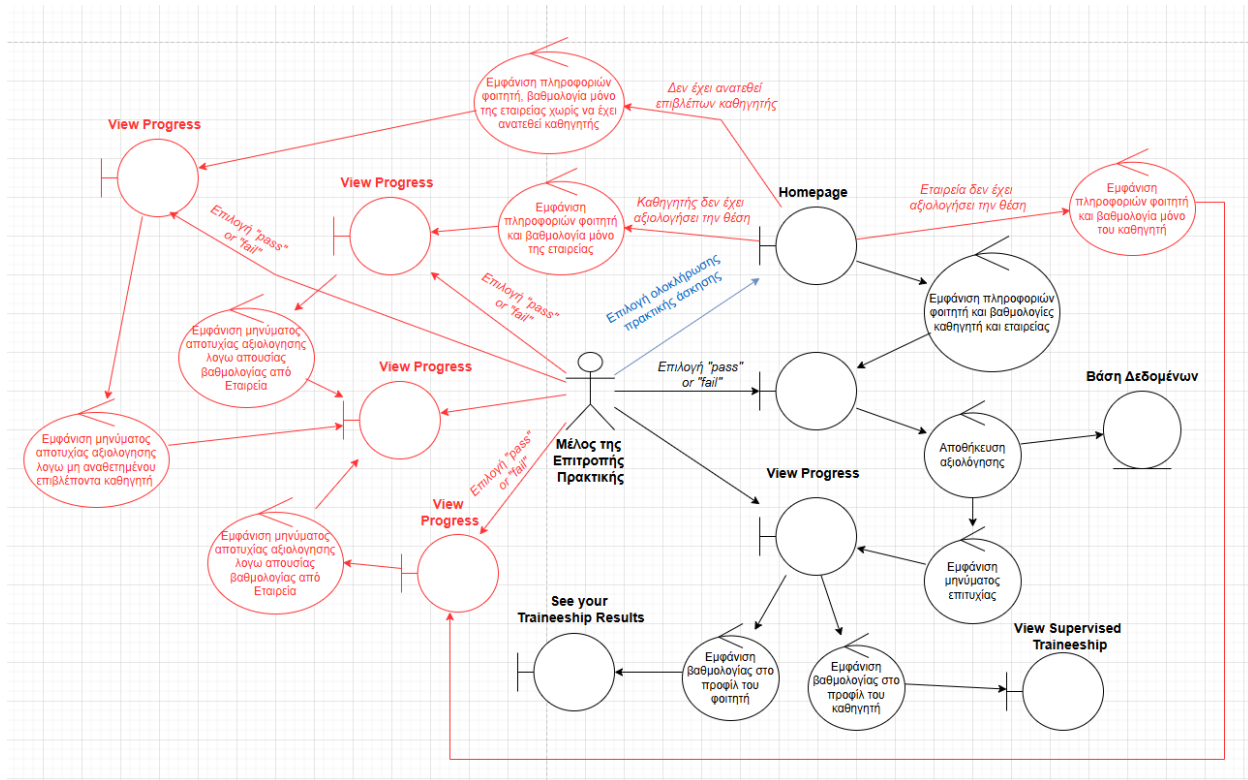 Εμφάνιση πληροφοριών
φοιτητή, βαθμολογία μόνο
της εταιρείας χωρίς να έχει
ανατεθεί καθηγητής
Δεν έχει ανατεθεί
επιβλέπων καθηγητής
View Progress
View Progress
Εμφάνιση
πληροφοριών φοιτητή
και βαθμολογία μόνο
της εταιρείας
Καθηγητής δεν έχει
αξιολογήσει την θέση
Homepage
Εταιρεία δεν έχει
αξιολογήσει την θέση
Εμφάνιση
πληροφοριών φοιτητή
και βαθμολογία μόνο
του καθηγητή
Επιλογή "pass"
or "fail"
Επιλογή "pass"
or "fail"
Επιλογή ολοκλήρωσης
πρακτικής άσκησης
Εμφάνιση πληροφοριών
φοιτητή και βαθμολογίες
καθηγητή και εταιρείας
Εμφάνιση μηνύματος
αποτυχίας αξιολογησης
λογω απουσίας
βαθμολογίας από
Εταιρεία
View Progress
Επιλογή "pass"
or "fail"
Βάση Δεδομένων
Εμφάνιση μηνύματος
αποτυχίας αξιολογησης
λογω μη αναθετημένου
επιβλέποντα καθηγητή
Μέλος της
Επιτροπής
Πρακτικής
Αποθήκευση
αξιολόγησης
Επιλογή "pass"
or "fail"
View Progress
View
Progress
Εμφάνιση μηνύματος
αποτυχίας αξιολογησης
λογω απουσίας
βαθμολογίας από
Εταιρεία
Εμφάνιση
μηνύματος
επιτυχίας
See your
Traineeship Results
View Supervised
Traineeship
Εμφάνιση
βαθμολογίας στο
προφίλ του
φοιτητή
Εμφάνιση
βαθμολογίας στο
προφίλ του
καθηγητή